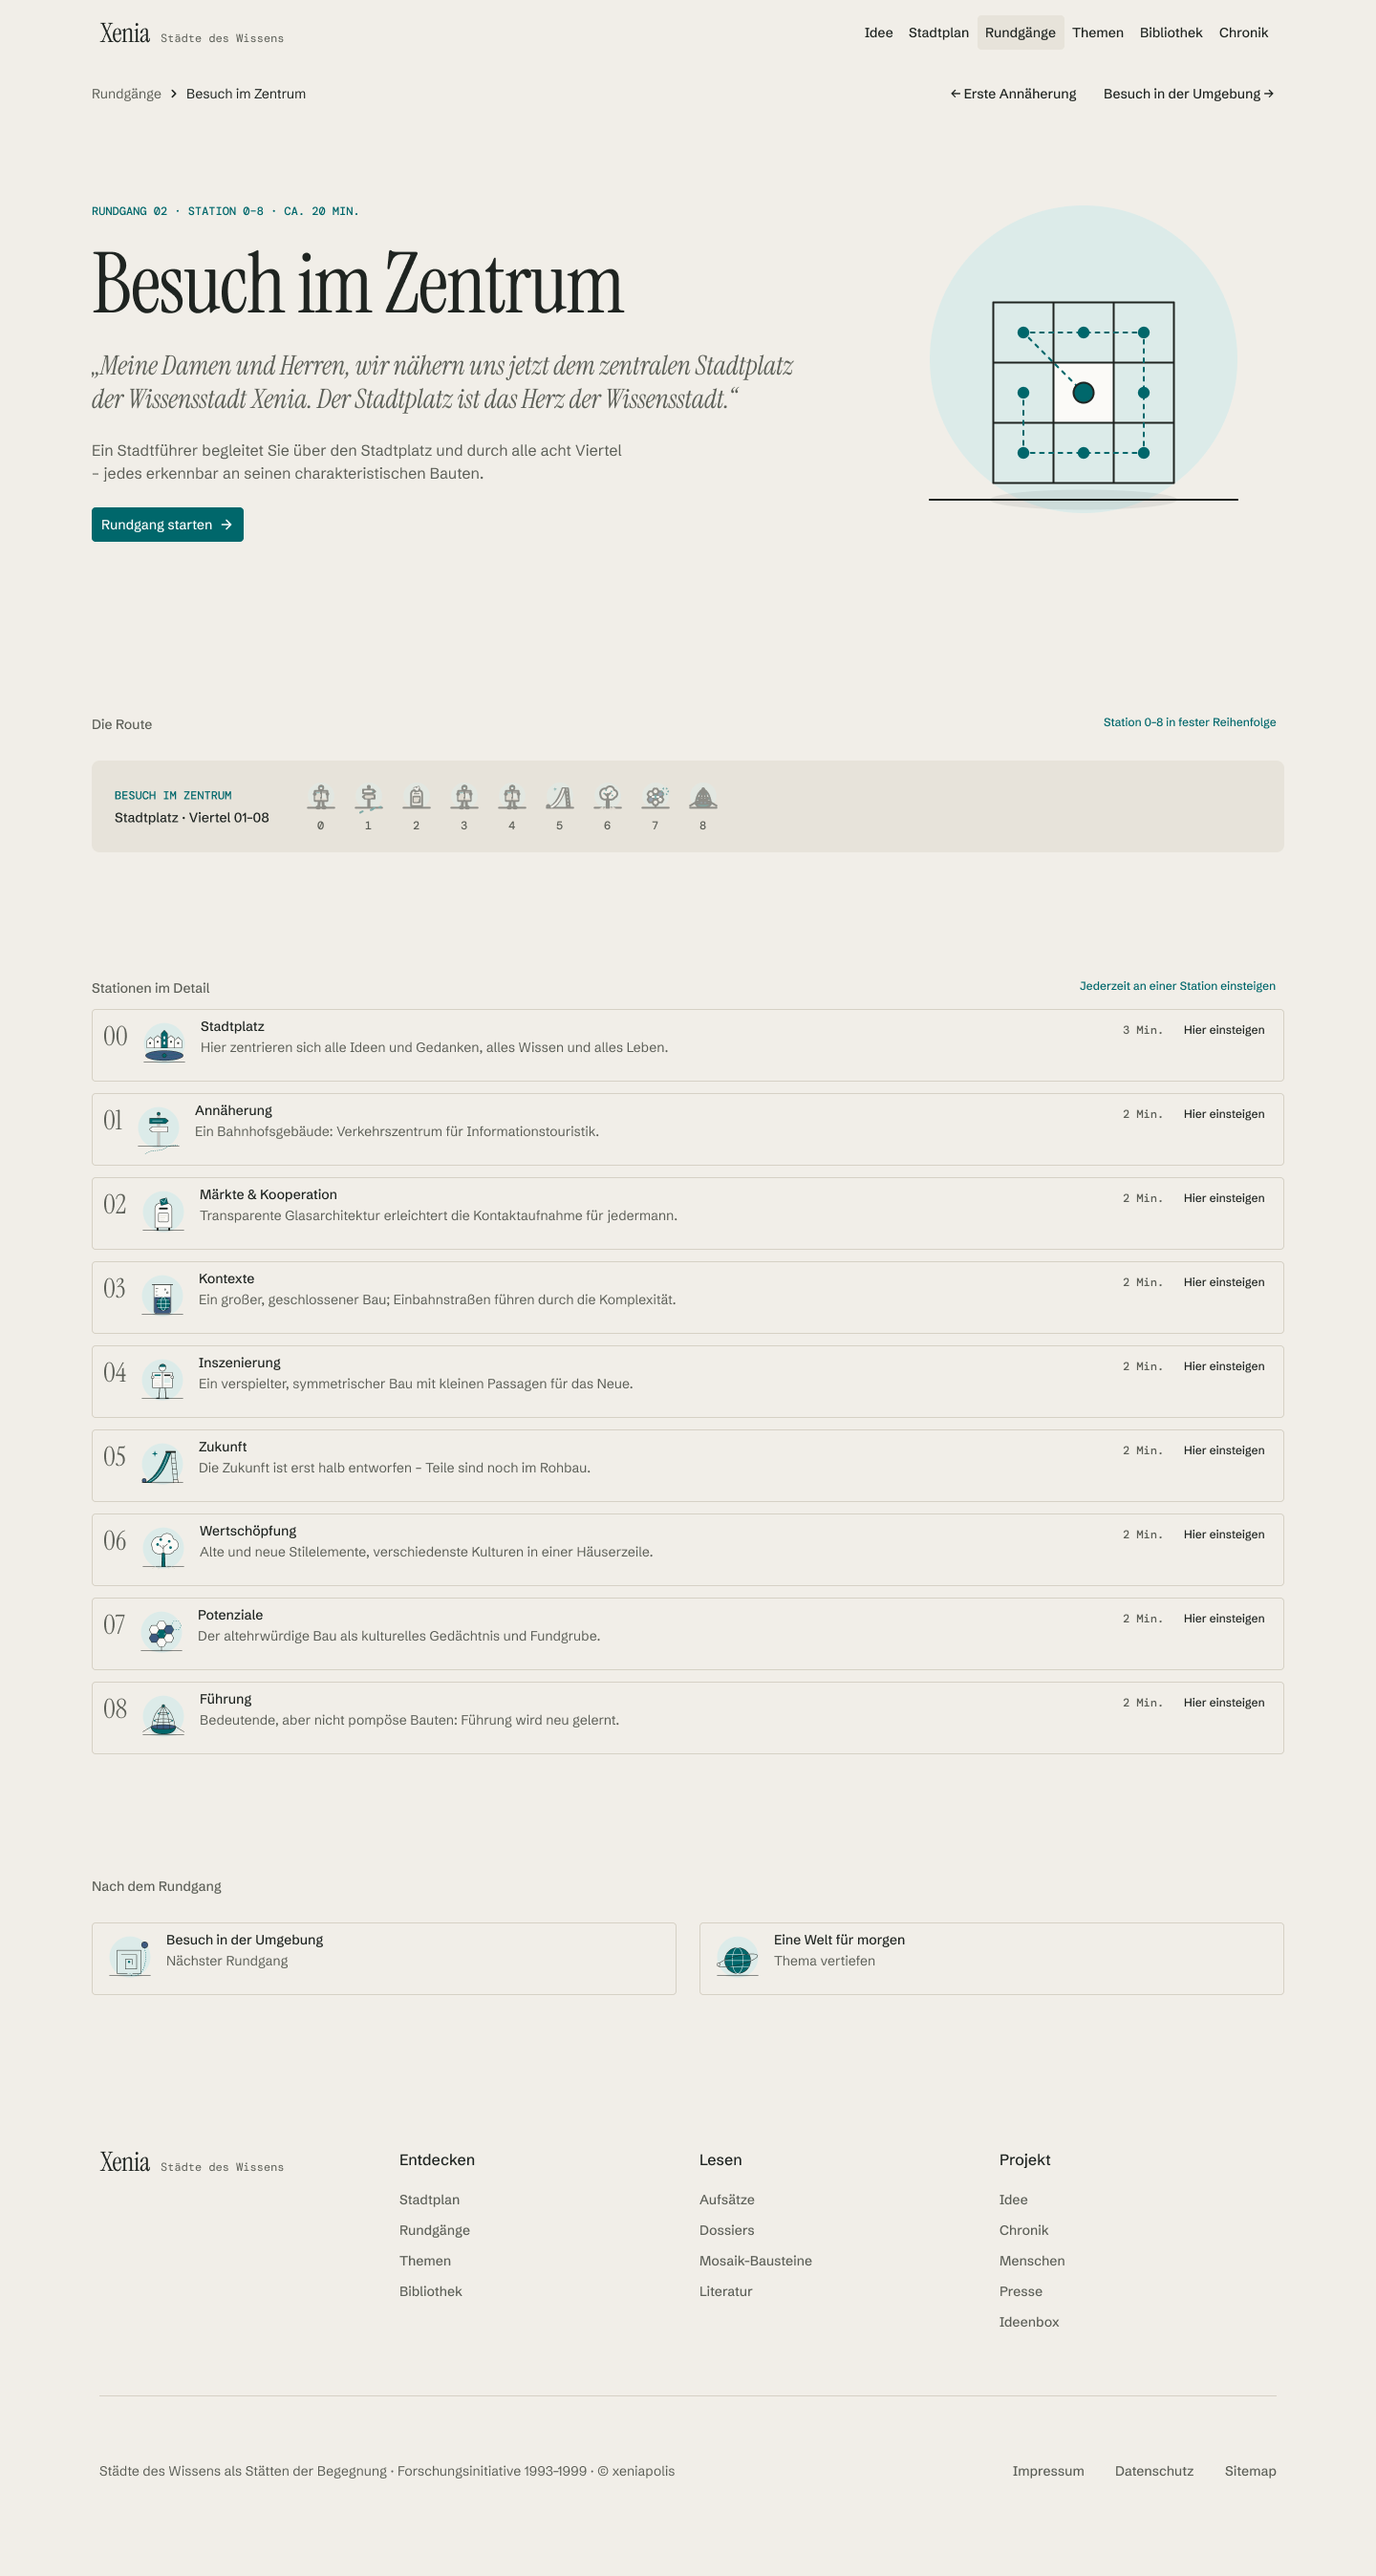 Xenia Städte des Wissens
Idee Stadtplan Rundgänge Themen Bibliothek Chronik
Rundgänge > Besuch im Zentrum
← Erste Annäherung Besuch in der Umgebung →
RUNDGANG 02 · STATION 0–8 · CA. 20 MIN.
Besuch im Zentrum
„Meine Damen und Herren, wir nähern uns jetzt dem zentralen Stadtplatz
der Wissensstadt Xenia. Der Stadtplatz ist das Herz der Wissensstadt.“
Ein Stadtführer begleitet Sie über den Stadtplatz und durch alle acht Viertel
– jedes erkennbar an seinen charakteristischen Bauten.
Rundgang starten →
Die Route
Station 0–8 in fester Reihenfolge
BESUCH IM ZENTRUM
Stadtplatz · Viertel 01–08
0 1 2 3 4 5 6 7 8
Stationen im Detail
Jederzeit an einer Station einsteigen
00 Stadtplatz 3 Min. Hier einsteigen
Hier zentrieren sich alle Ideen und Gedanken, alles Wissen und alles Leben.
01 Annäherung 2 Min. Hier einsteigen
Ein Bahnhofsgebäude: Verkehrszentrum für Informationstouristik.
02 Märkte & Kooperation 2 Min. Hier einsteigen
Transparente Glasarchitektur erleichtert die Kontaktaufnahme für jedermann.
03 Kontexte 2 Min. Hier einsteigen
Ein großer, geschlossener Bau; Einbahnstraßen führen durch die Komplexität.
04 Inszenierung 2 Min. Hier einsteigen
Ein verspielter, symmetrischer Bau mit kleinen Passagen für das Neue.
05 Zukunft 2 Min. Hier einsteigen
Die Zukunft ist erst halb entworfen – Teile sind noch im Rohbau.
06 Wertschöpfung 2 Min. Hier einsteigen
Alte und neue Stilelemente, verschiedenste Kulturen in einer Häuserzeile.
07 Potenziale 2 Min. Hier einsteigen
Der altehrwürdige Bau als kulturelles Gedächtnis und Fundgrube.
08 Führung 2 Min. Hier einsteigen
Bedeutende, aber nicht pompöse Bauten: Führung wird neu gelernt.
Nach dem Rundgang
Besuch in der Umgebung
Nächster Rundgang
Eine Welt für morgen
Thema vertiefen
Xenia Städte des Wissens
Entdecken
Stadtplan
Rundgänge
Themen
Bibliothek
Lesen
Aufsätze
Dossiers
Mosaik-Bausteine
Literatur
Projekt
Idee
Chronik
Menschen
Presse
Ideenbox
Städte des Wissens als Stätten der Begegnung · Forschungsinitiative 1993–1999 · © xeniapolis
Impressum Datenschutz Sitemap